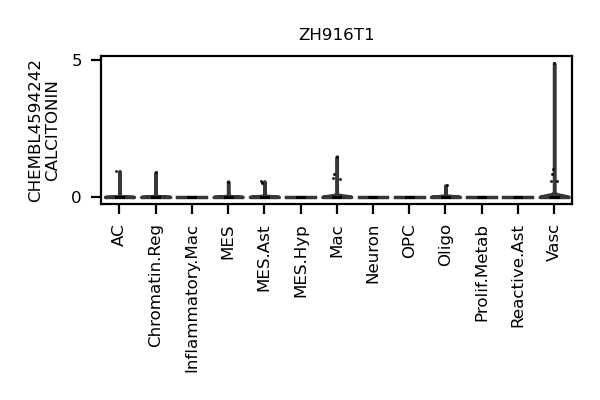 ZH916T1
CHEMBL4594242
CALCITONIN
5
0
AC
Chromatin.Reg
Inflammatory.Mac
MES
MES.Ast
MES.Hyp
Mac
Neuron
OPC
Oligo
Prolif.Metab
Reactive.Ast
Vasc